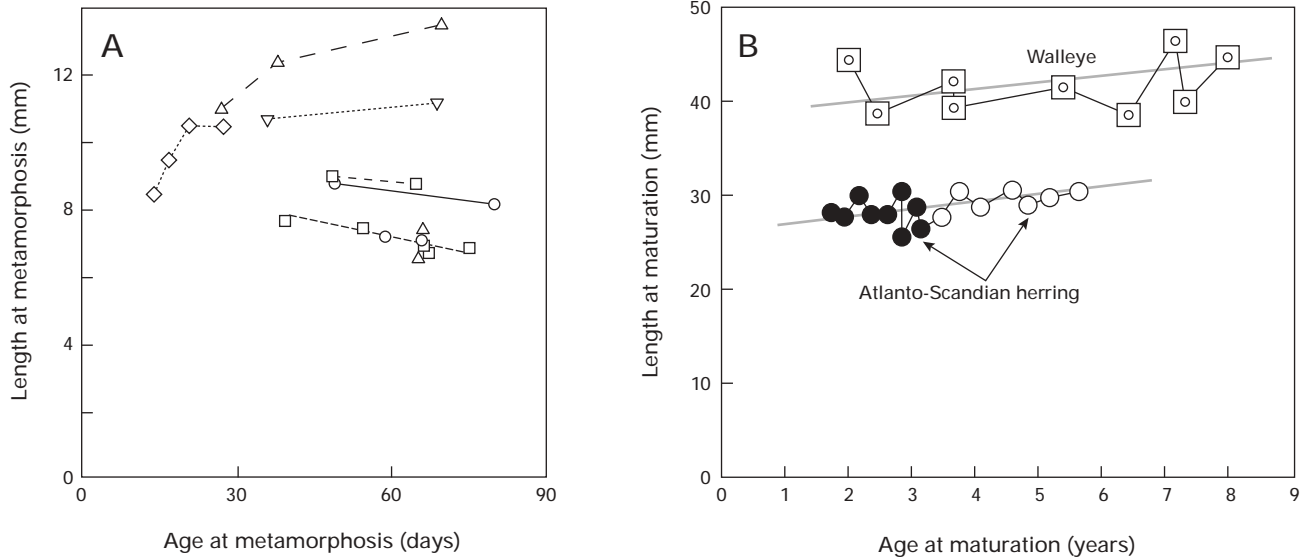 A
Length at metamorphosis (mm)
12
8
4
0
0 30 60 90
Age at metamorphosis (days)
B
Length at maturation (mm)
50
40
30
20
10
0
Walleye
Atlanto-Scandian herring
0 1 2 3 4 5 6 7 8 9
Age at maturation (years)